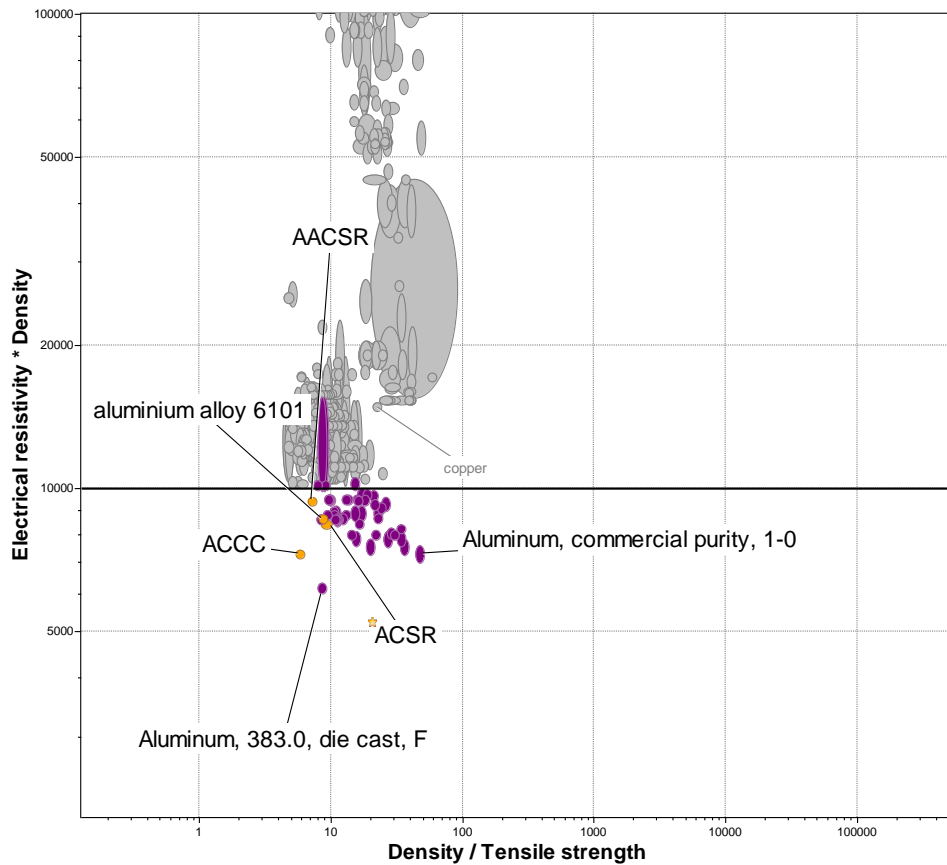 100000
50000
20000
10000
5000
Electrical resistivity * Density
AACSR
aluminium alloy 6101
copper
ACCC
Aluminum, commercial purity, 1-0
ACSR
Aluminum, 383.0, die cast, F
1
10
100
1000
10000
100000
Density / Tensile strength